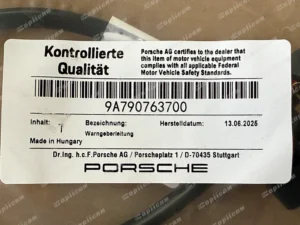 Kontrollierte
Qualität
Porsche AG certifies to the dealer that
this item of motor vehicle equipment
complies with all applicable Federal
Motor Vehicle Safety Standards.
9A790763700
Inhalt: Bezeichnung: Herstelldatum: 13.06.2025
1 Warngeberleitung
Made in Hungary
Dr.Ing. h.c.F.Porsche AG / Porscheplatz 1 / D-70435 Stuttgart
PORSCHE